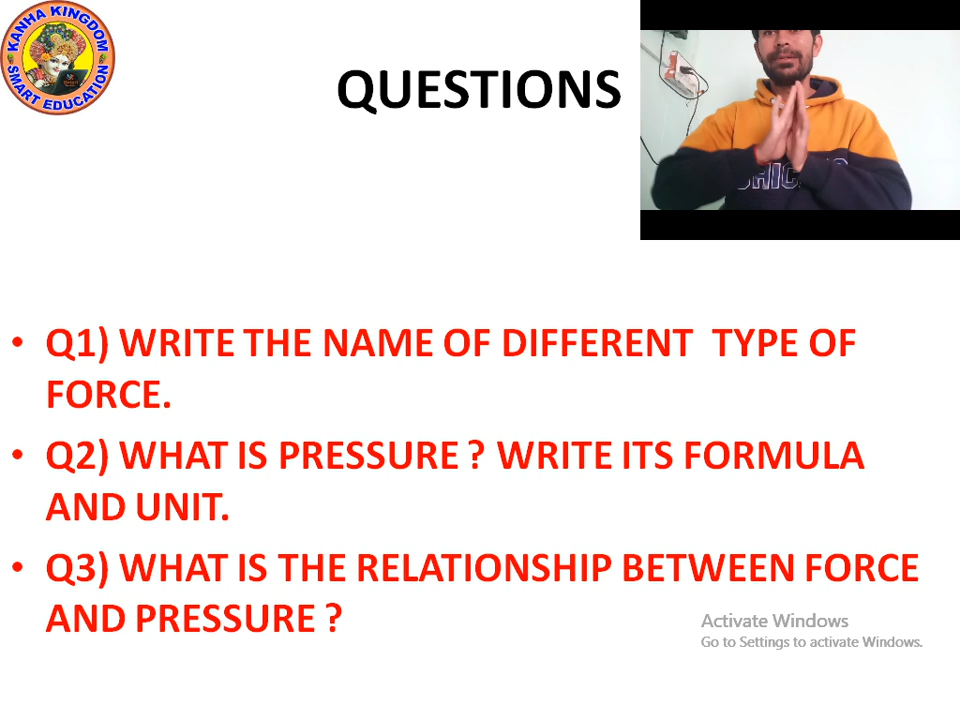 KANHA KINGDOM
SMART EDUCATION
QUESTIONS
• Q1) WRITE THE NAME OF DIFFERENT TYPE OF
FORCE.
• Q2) WHAT IS PRESSURE ? WRITE ITS FORMULA
AND UNIT.
• Q3) WHAT IS THE RELATIONSHIP BETWEEN FORCE
AND PRESSURE ?
Activate Windows
Go to Settings to activate Windows.